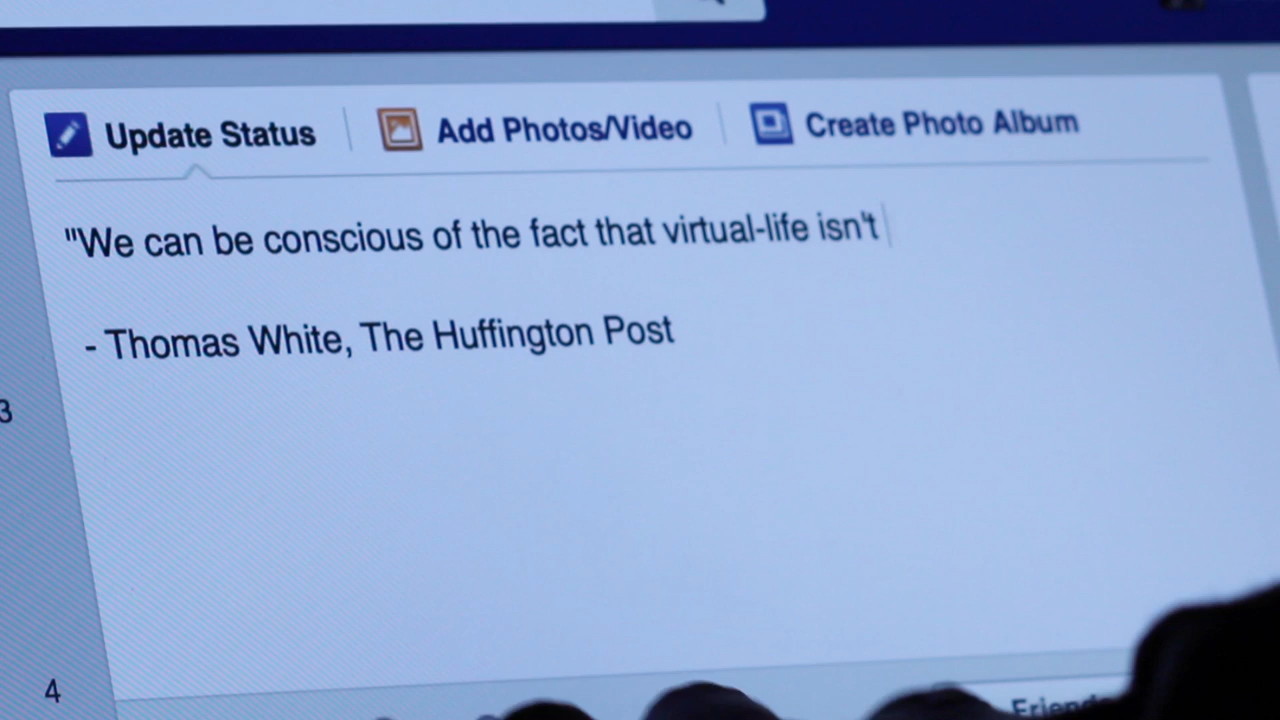 Update Status Add Photos/Video Create Photo Album
"We can be conscious of the fact that virtual-life isn't
- Thomas White, The Huffington Post
3
4